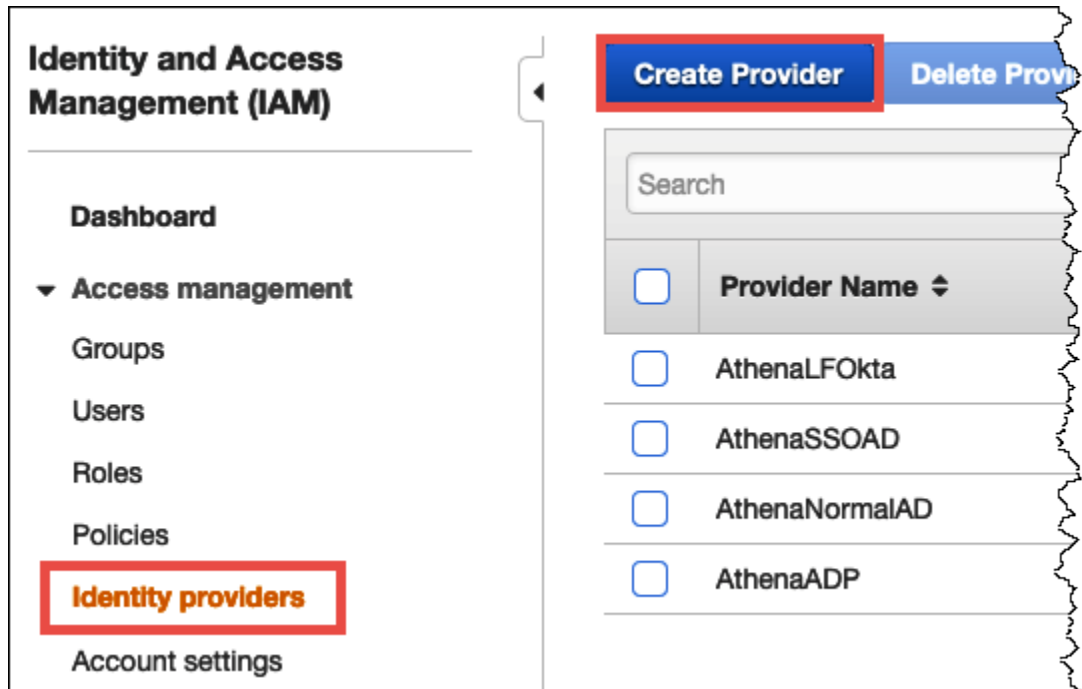 Identity and Access
Management (IAM)
Dashboard
Access management
Groups
Users
Roles
Policies
Identity providers
Account settings
Create Provider
Delete
Search
Provider Name
AthenaLFOkta
AthenaSSOAD
AthenaNormalAD
AthenaADP